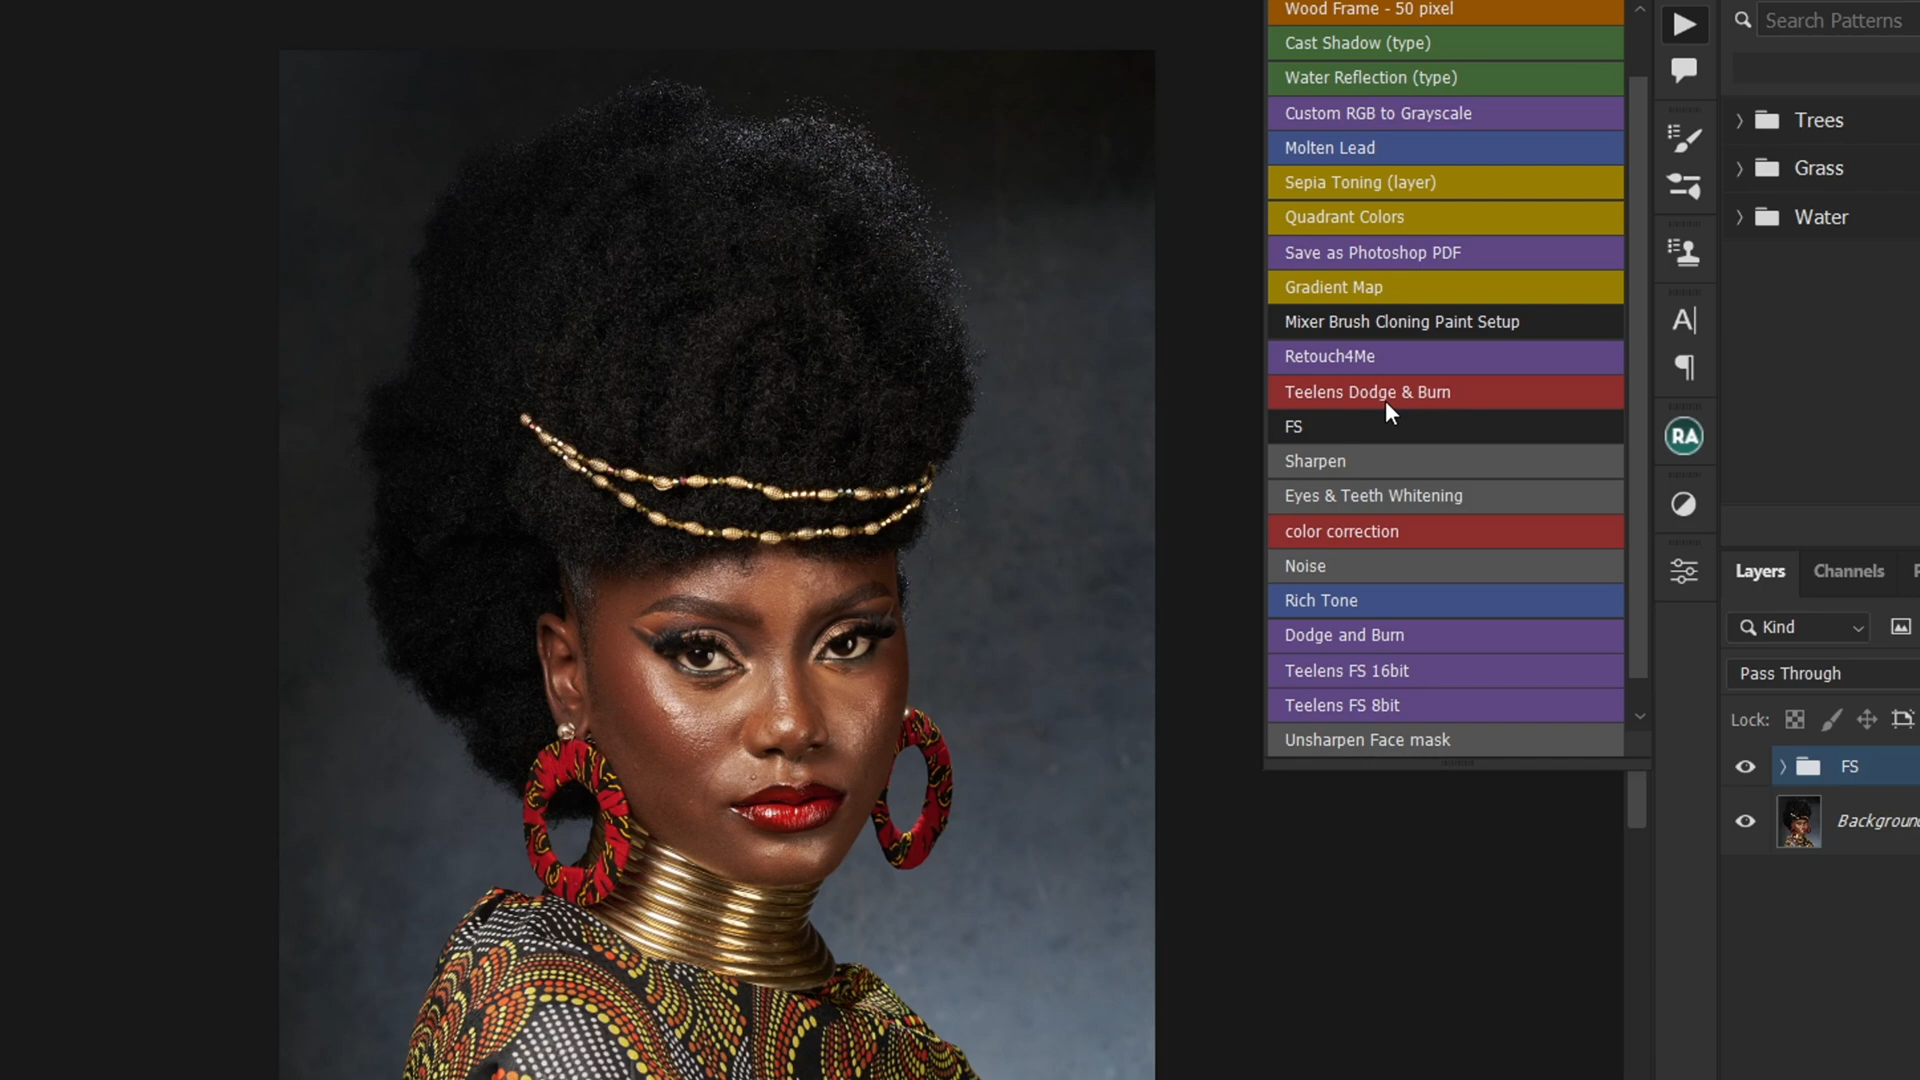 Wood Frame - 50 pixel
Cast Shadow (type)
Water Reflection (type)
Custom RGB to Grayscale
Molten Lead
Sepia Toning (layer)
Quadrant Colors
Save as Photoshop PDF
Gradient Map
Mixer Brush Cloning Paint Setup
Retouch4Me
Teelens Dodge & Burn
FS
Sharpen
Eyes & Teeth Whitening
color correction
Noise
Rich Tone
Dodge and Burn
Teelens FS 16bit
Teelens FS 8bit
Unsharpen Face mask
A
RA
Search Patterns
Trees
Grass
Water
Layers Channels P
Kind
Pass Through
Lock:
FS
Background